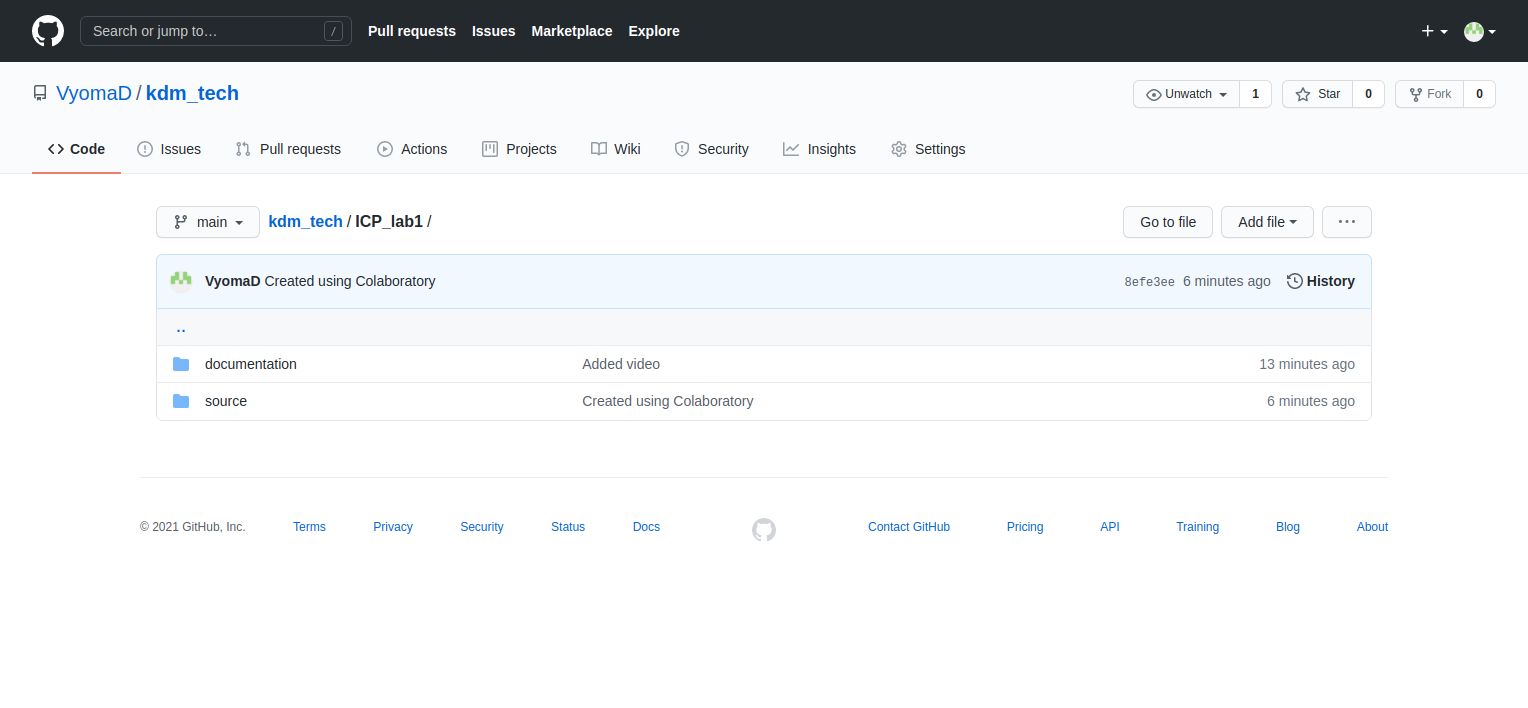 Search or jump to… / Pull requests Issues Marketplace Explore
VyomaD / kdm_tech Unwatch 1 Star 0 Fork 0
Code Issues Pull requests Actions Projects Wiki Security Insights Settings
main kdm_tech / ICP_lab1 / Go to file Add file ···
VyomaD Created using Colaboratory 8efe3ee 6 minutes ago History
..
documentation Added video 13 minutes ago
source Created using Colaboratory 6 minutes ago
© 2021 GitHub, Inc. Terms Privacy Security Status Docs Contact GitHub Pricing API Training Blog About